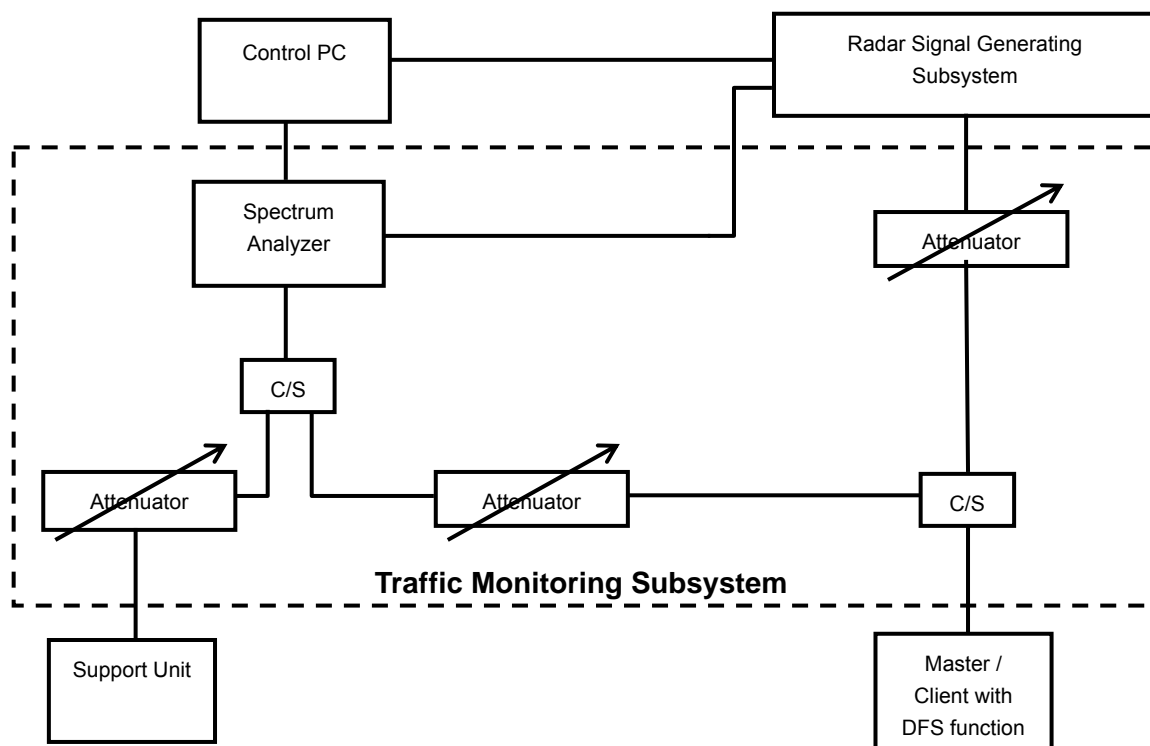 Control PC
Radar Signal Generating
Subsystem
Spectrum
Analyzer
Attenuator
C/S
Attenuator
Attenuator
C/S
Traffic Monitoring Subsystem
Support Unit
Master /
Client with
DFS function